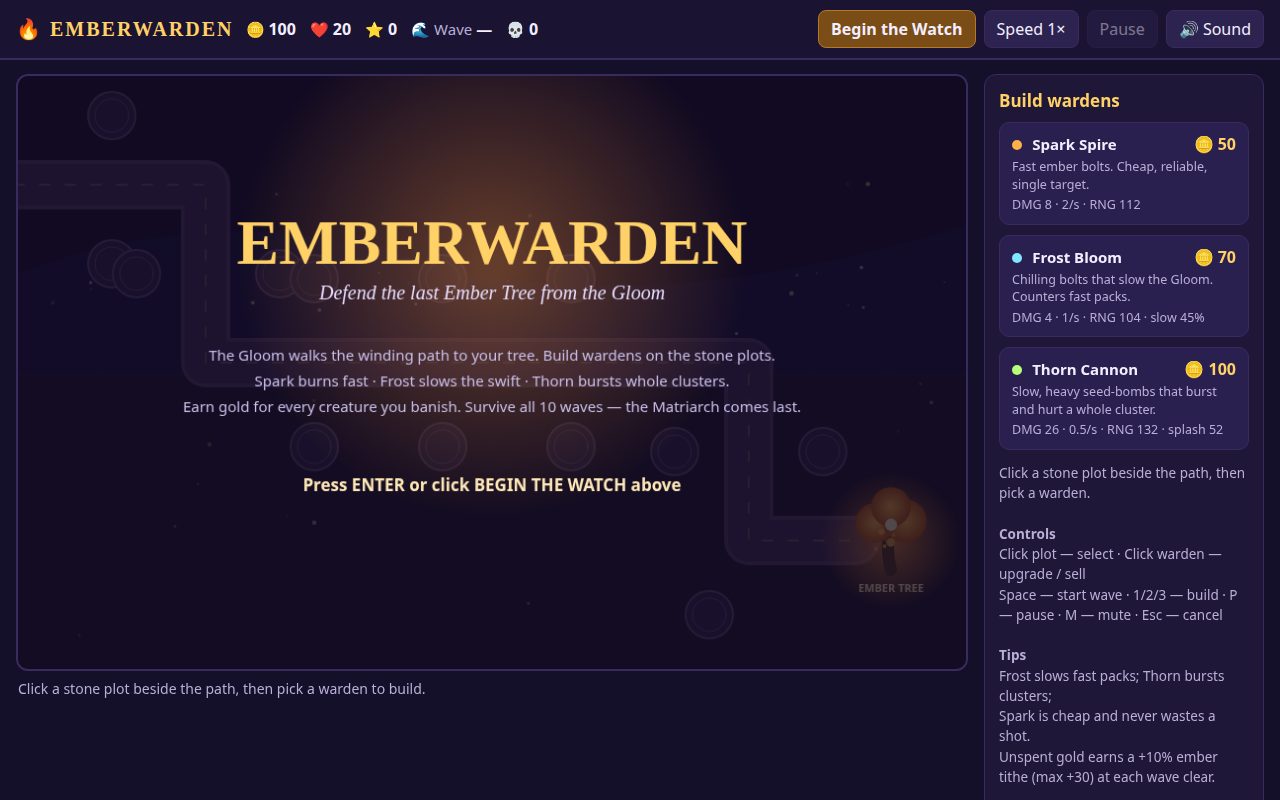 🔥 EMBERWARDEN 🪙 100 ❤️ 20 ⭐ 0 🌊 Wave — 💀 0
Begin the Watch Speed 1× Pause 🔊 Sound
EMBERWARDEN
Defend the last Ember Tree from the Gloom
The Gloom walks the winding path to your tree. Build wardens on the stone plots.
Spark burns fast · Frost slows the swift · Thorn bursts whole clusters.
Earn gold for every creature you banish. Survive all 10 waves — the Matriarch comes last.
Press ENTER or click BEGIN THE WATCH above
EMBER TREE
Click a stone plot beside the path, then pick a warden to build.
Build wardens
Spark Spire 🪙 50
Fast ember bolts. Cheap, reliable,
single target.
DMG 8 · 2/s · RNG 112
Frost Bloom 🪙 70
Chilling bolts that slow the Gloom.
Counters fast packs.
DMG 4 · 1/s · RNG 104 · slow 45%
Thorn Cannon 🪙 100
Slow, heavy seed-bombs that burst
and hurt a whole cluster.
DMG 26 · 0.5/s · RNG 132 · splash 52
Click a stone plot beside the path, then
pick a warden.
Controls
Click plot — select · Click warden —
upgrade / sell
Space — start wave · 1/2/3 — build · P
— pause · M — mute · Esc — cancel
Tips
Frost slows fast packs; Thorn bursts
clusters;
Spark is cheap and never wastes a
shot.
Unspent gold earns a +10% ember
tithe (max +30) at each wave clear.